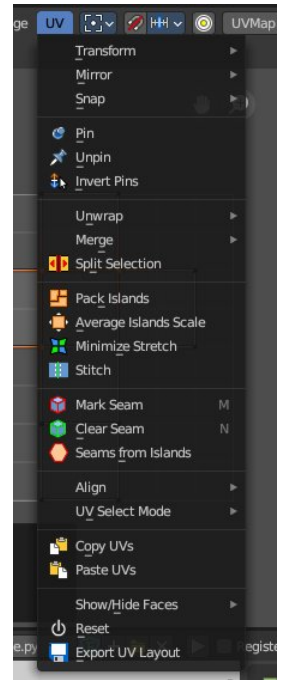 ge UV UVMap
Transform
Mirror
Snap
Pin
Unpin
Invert Pins
Unwrap
Merge
Split Selection
Pack Islands
Average Islands Scale
Minimize Stretch
Stitch
Mark Seam M
Clear Seam N
Seams from Islands
Align
UV Select Mode
Copy UVs
Paste UVs
Show/Hide Faces
e.py Registe
Reset
Export UV Layout